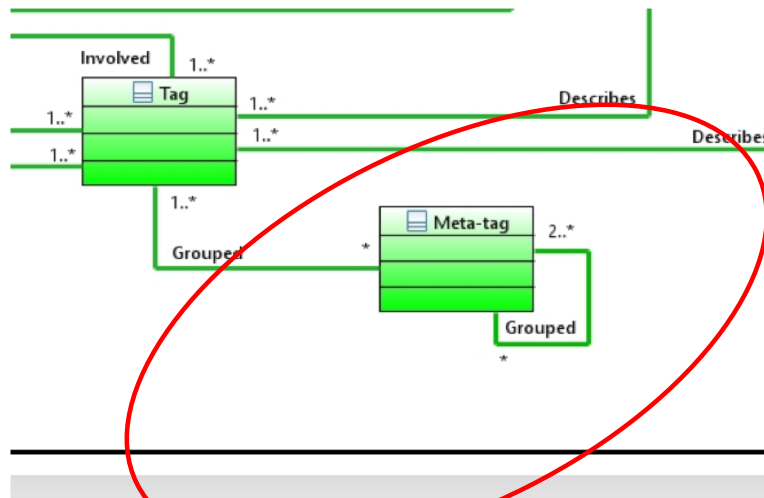 Involved
1..*
Tag
1..*
Describes
1..*
1..*
Describes
1..*
1..*
Meta-tag
2..*
Grouped
*
Grouped
*